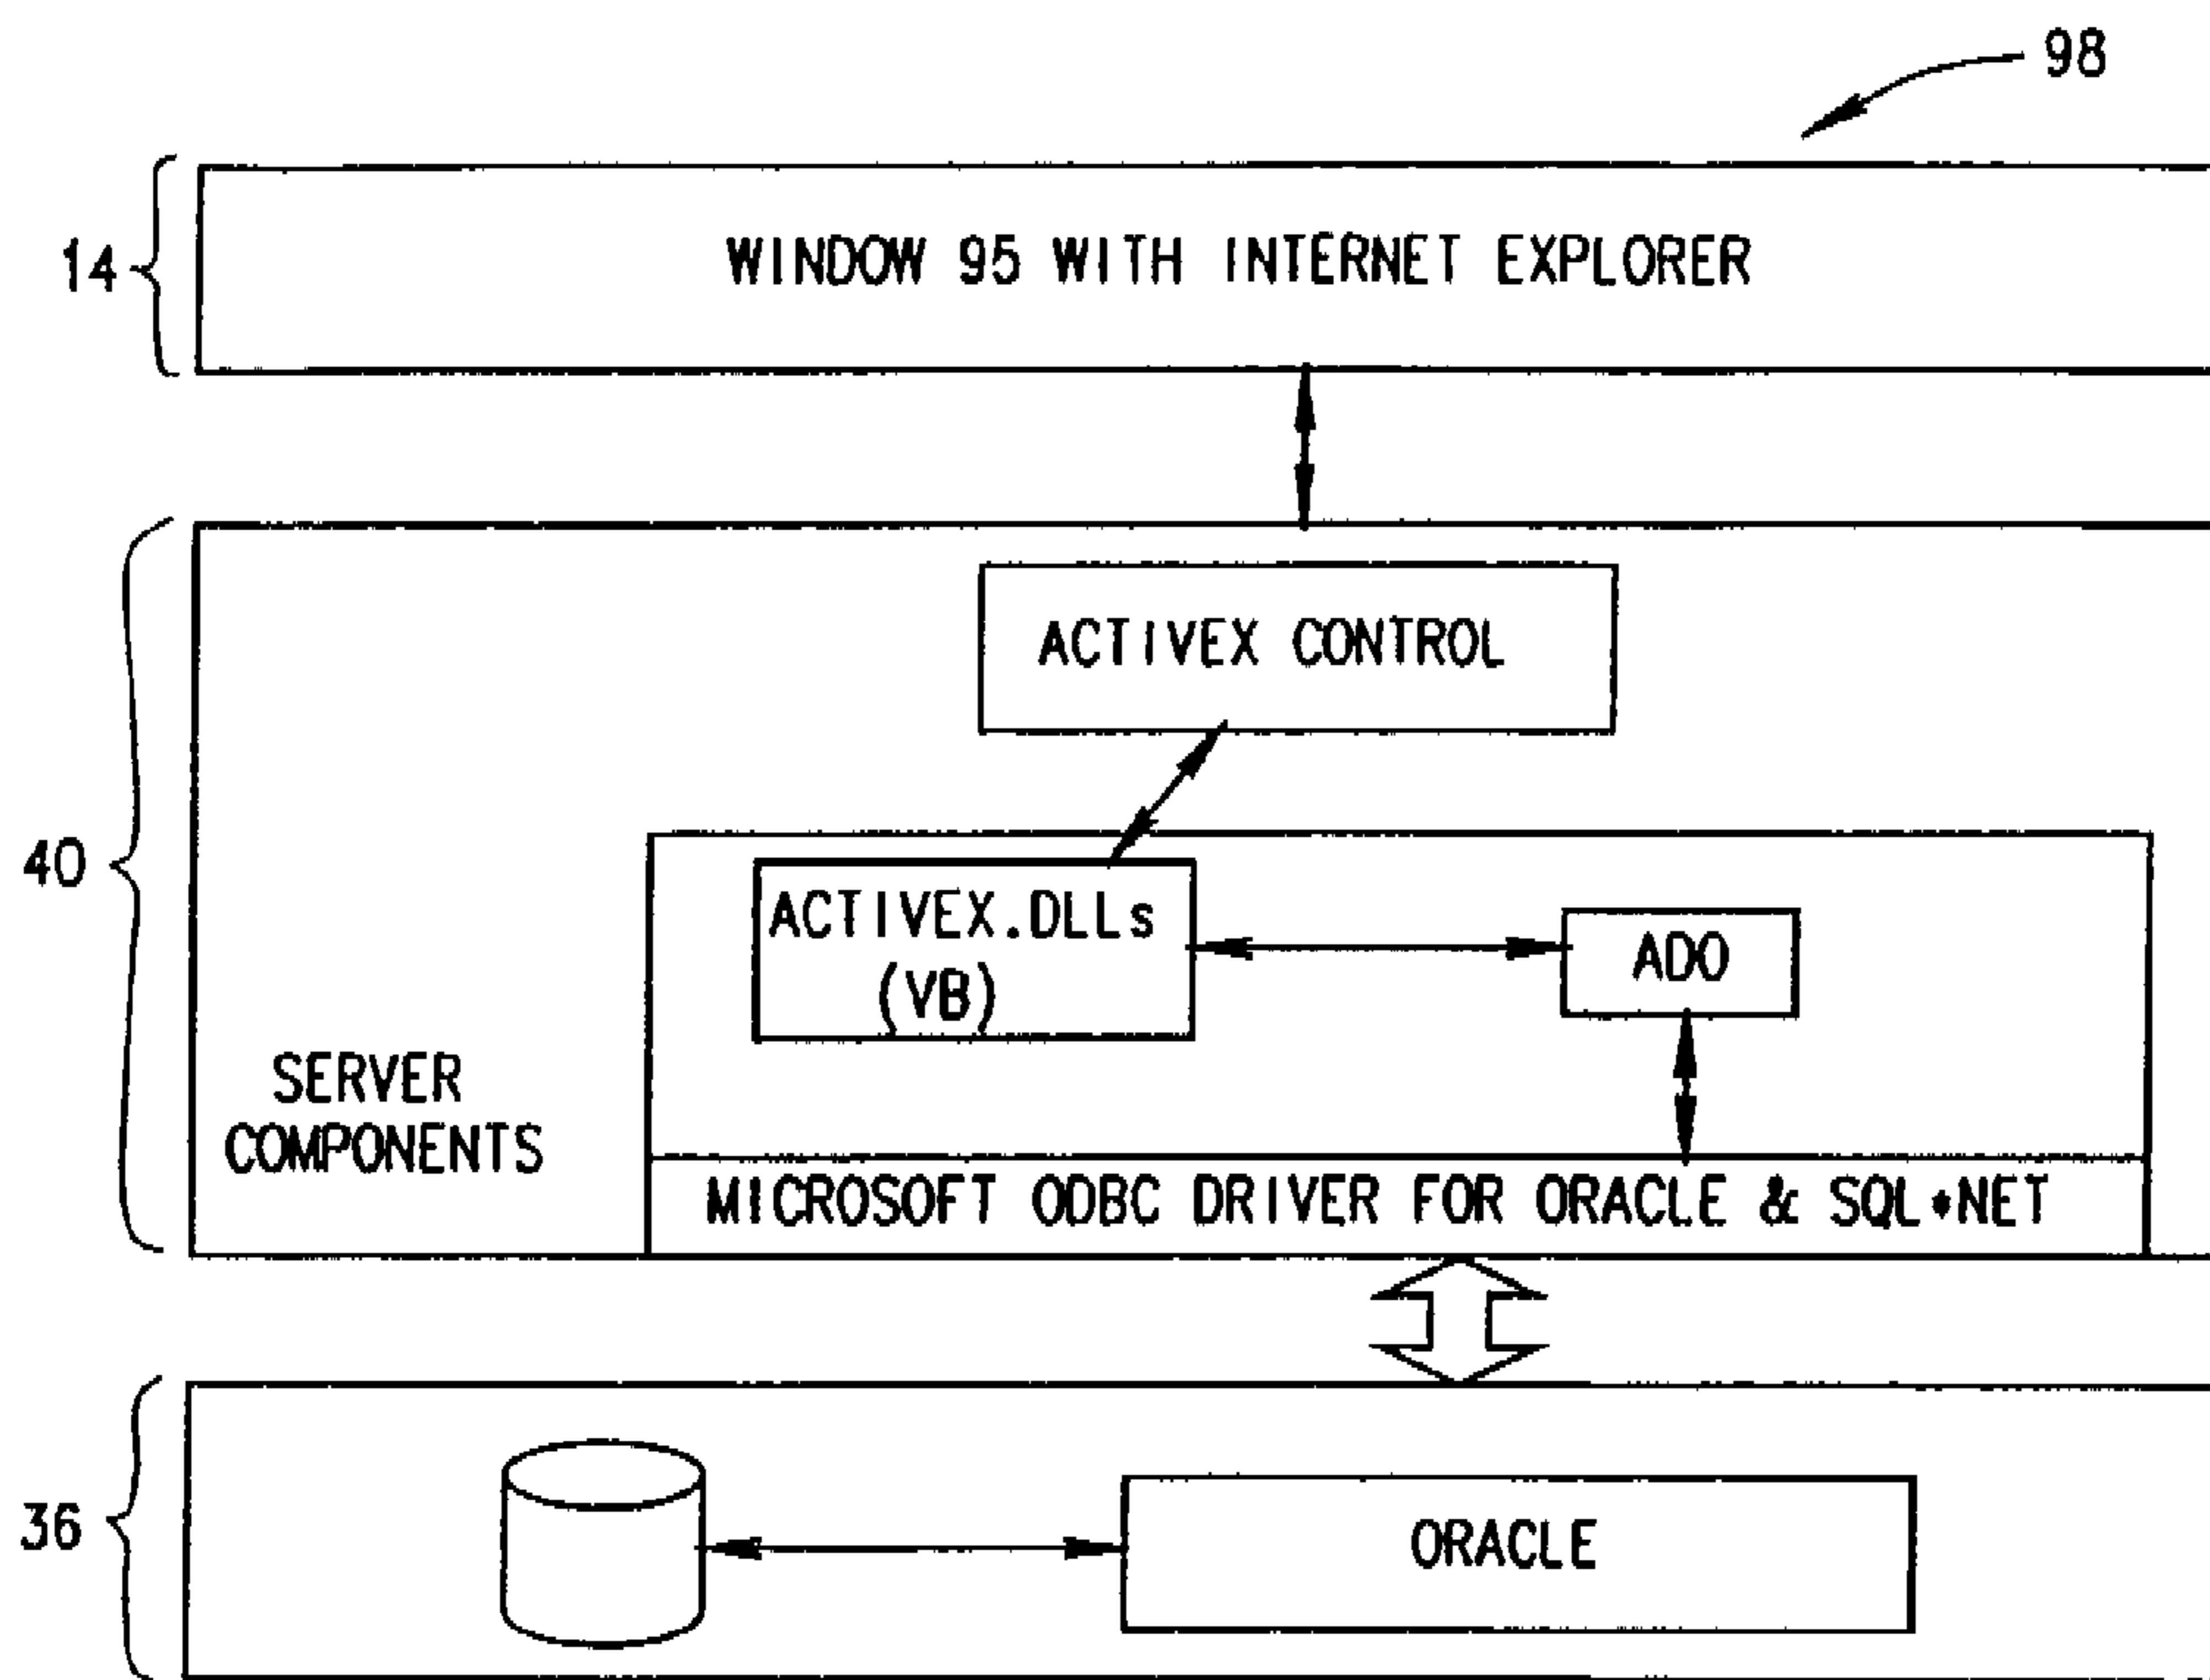 98
14
WINDOW 95 WITH INTERNET EXPLORER
ACTIVEX CONTROL
40
ACTIVEX.DLLs
(VB)
ADO
SERVER
COMPONENTS
MICROSOFT ODBC DRIVER FOR ORACLE & SQL*NET
36
ORACLE